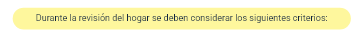 Durante la revisión del hogar se deben considerar los siguientes criterios: